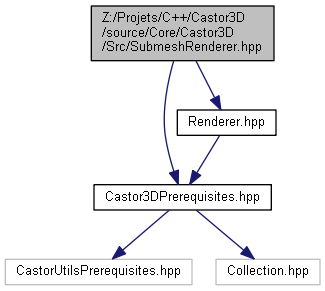 Z:/Projets/C++/Castor3D
/source/Core/Castor3D
/Src/SubmeshRenderer.hpp
Renderer.hpp
Castor3DPrerequisites.hpp
CastorUtilsPrerequisites.hpp
Collection.hpp